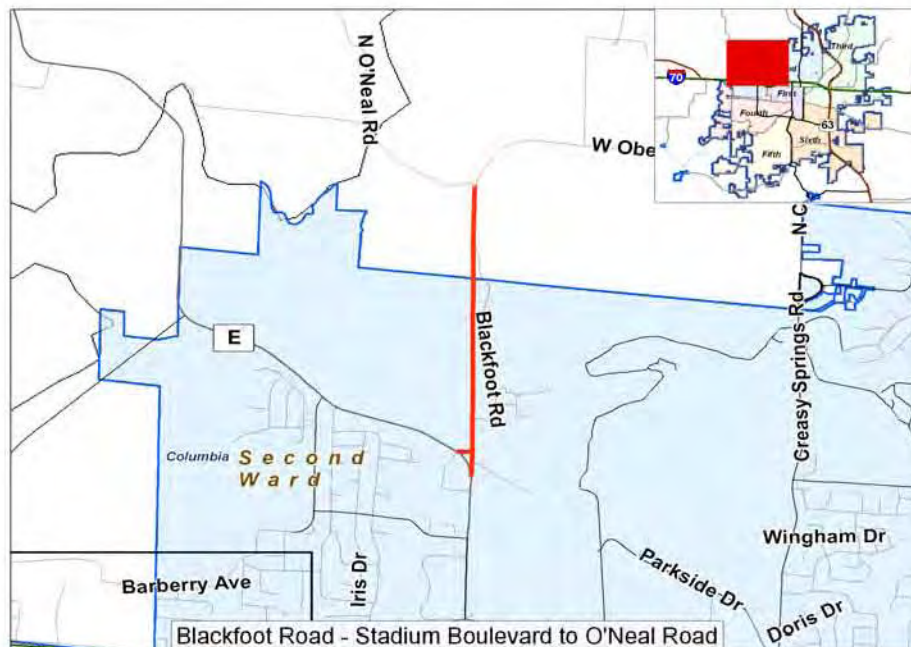 N O'Neal Rd
W Obe
70
Third
First
Fourth
63
Sixth
Fifth
N-C
E
Blackfoot Rd
Creasy-Springs-Rd
Columbia
Second
Ward
Wingham Dr
Barberry Ave
Iris Dr
Parkside Dr
Doris Dr
Blackfoot Road - Stadium Boulevard to O'Neal Road